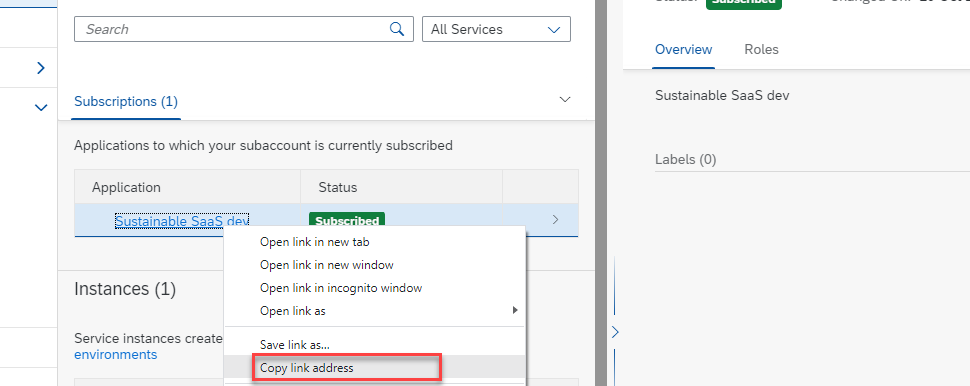 Search
All Services
Subscriptions (1)
Applications to which your subaccount is currently subscribed
Application Status
Sustainable SaaS dev Subscribed
Open link in new tab
Open link in new window
Open link in incognito window
Open link as
Save link as...
Copy link address
Instances (1)
Service instances create
environments
Subscribed
Overview Roles
Sustainable SaaS dev
Labels (0)